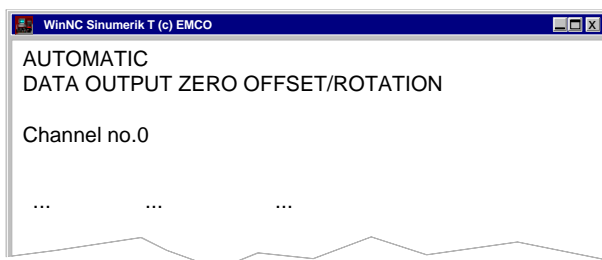 WinNC Sinumerik T (c) EMCO
AUTOMATIC
DATA OUTPUT ZERO OFFSET/ROTATION
Channel no.0
... ... ...